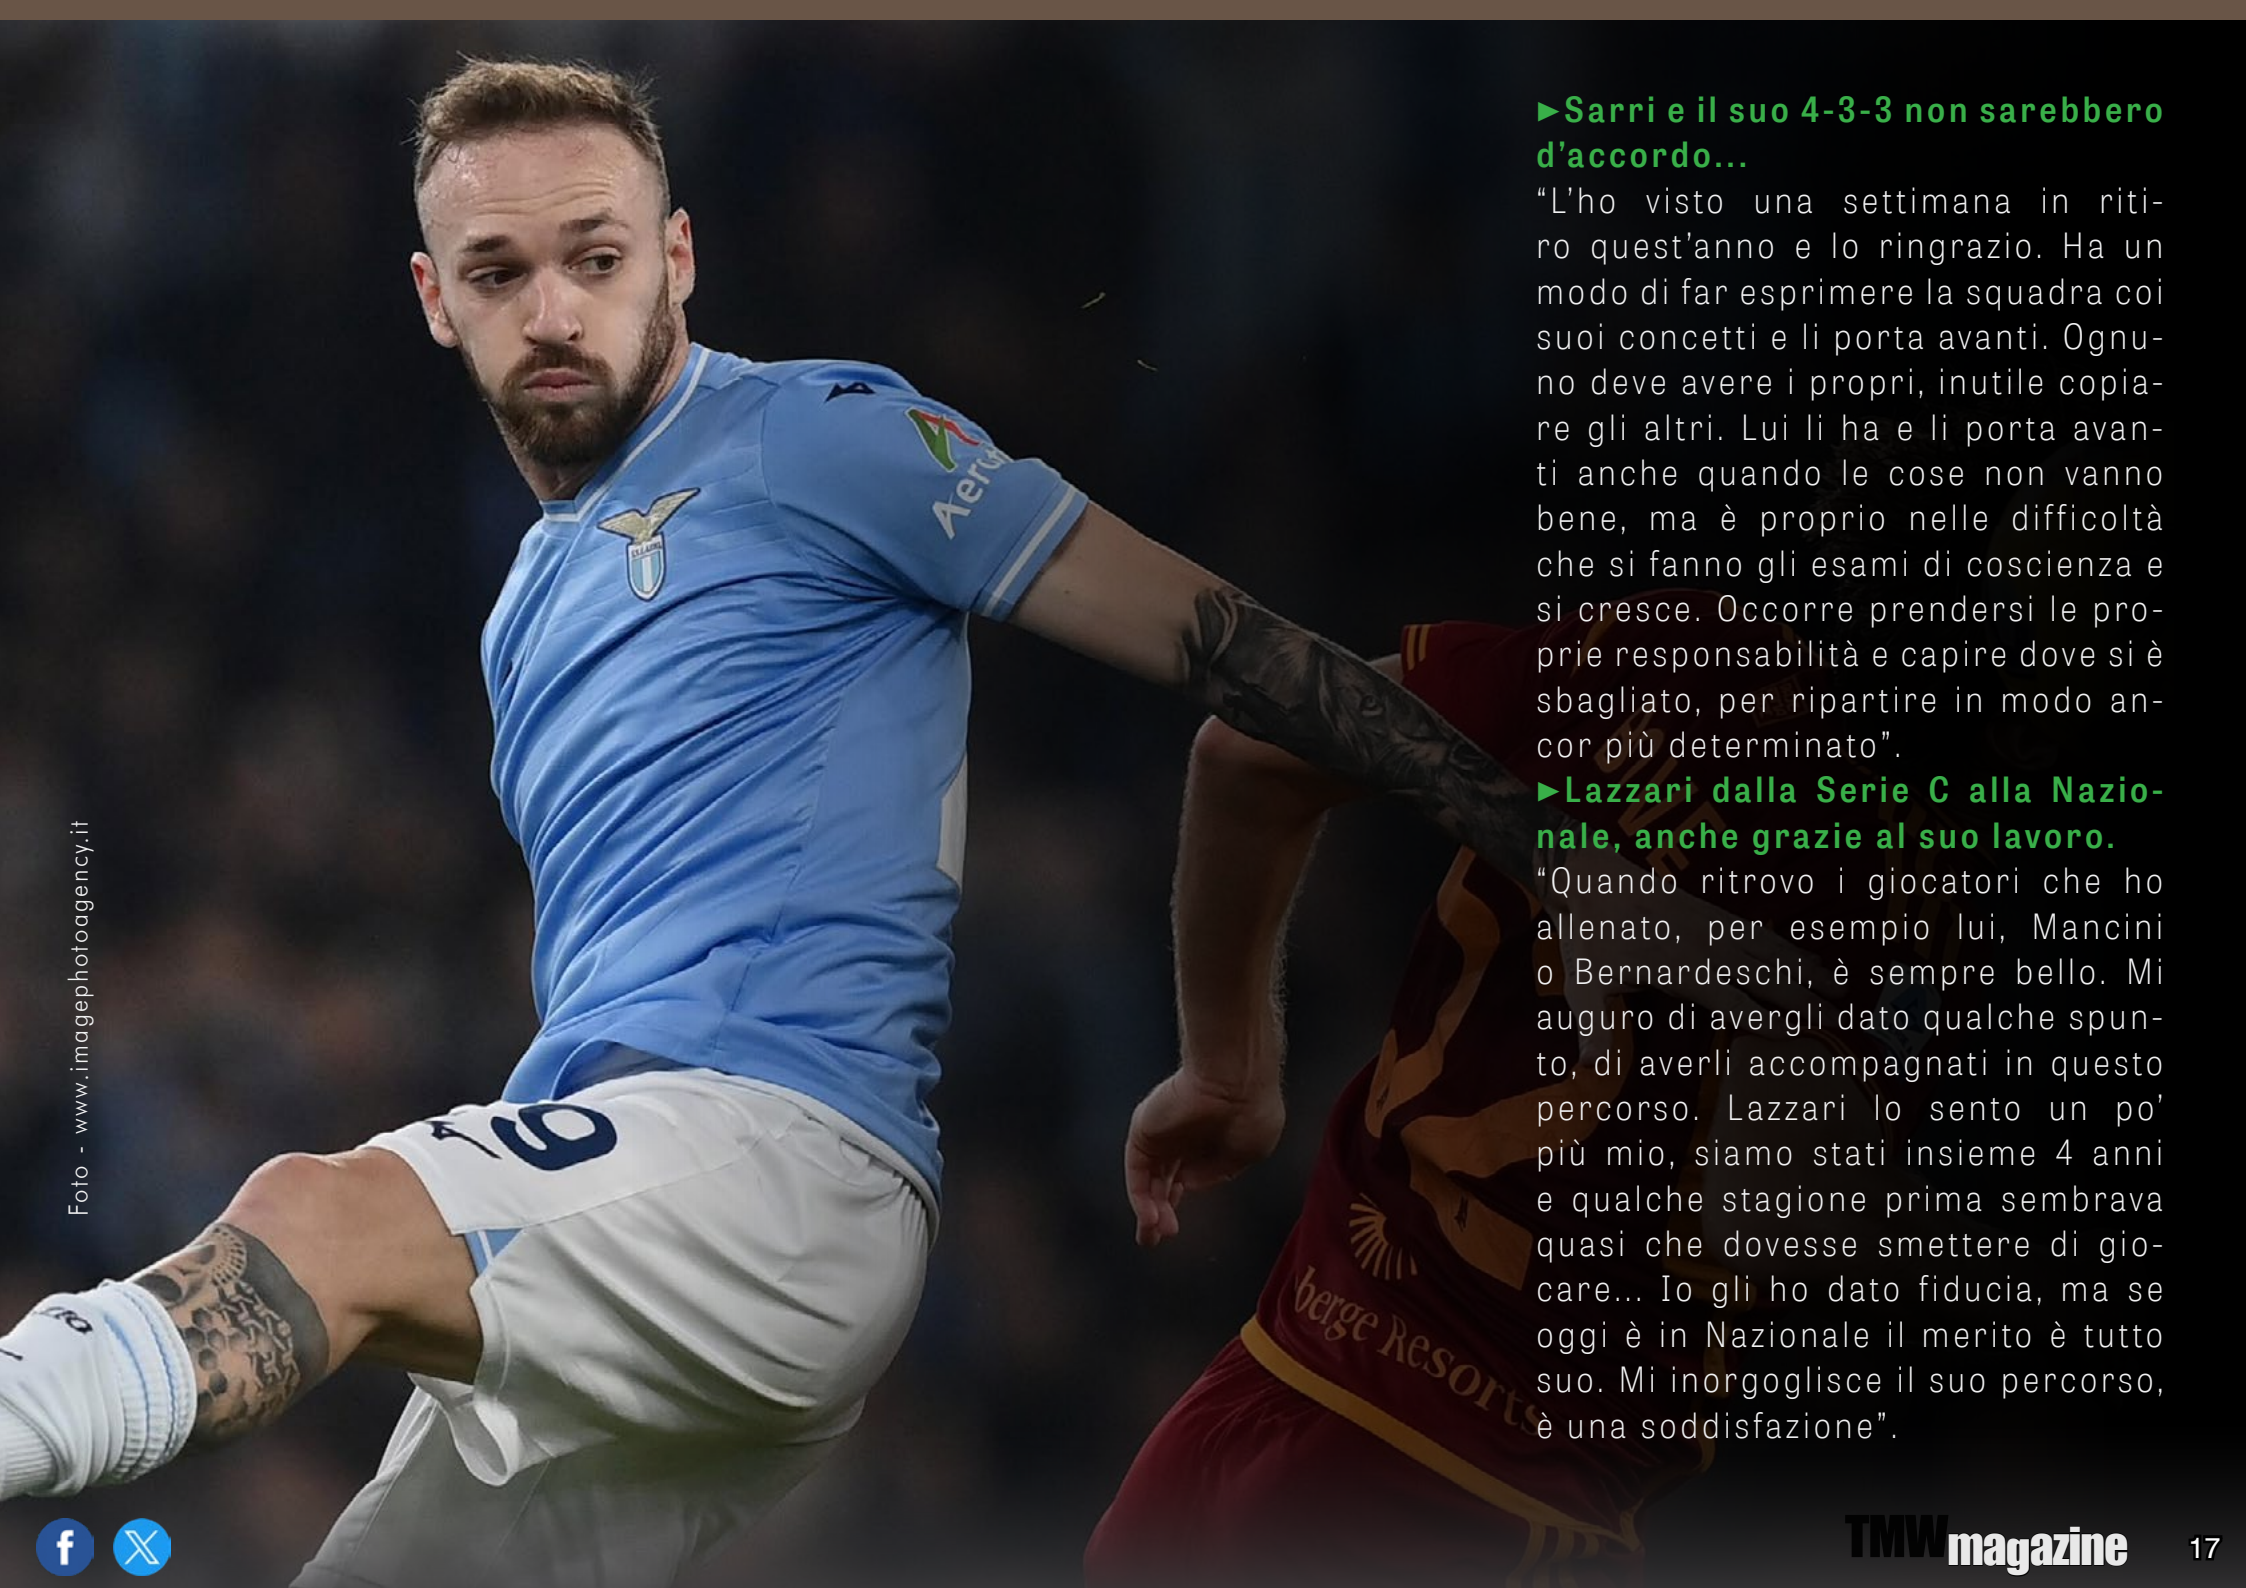 ►Sarri e il suo 4-3-3 non sarebbero
d’accordo...
“L’ho visto una settimana in riti-
ro quest’anno e lo ringrazio. Ha un
modo di far esprimere la squadra coi
suoi concetti e li porta avanti. Ognu-
no deve avere i propri, inutile copia-
re gli altri. Lui li ha e li porta avan-
ti anche quando le cose non vanno
bene, ma è proprio nelle difficoltà
che si fanno gli esami di coscienza e
si cresce. Occorre prendersi le pro-
prie responsabilità e capire dove si è
sbagliato, per ripartire in modo an-
cor più determinato”.
►Lazzari dalla Serie C alla Nazio-
nale, anche grazie al suo lavoro.
“Quando ritrovo i giocatori che ho
allenato, per esempio lui, Mancini
o Bernardeschi, è sempre bello. Mi
auguro di avergli dato qualche spun-
to, di averli accompagnati in questo
percorso. Lazzari lo sento un po’
più mio, siamo stati insieme 4 anni
e qualche stagione prima sembrava
quasi che dovesse smettere di gio-
care... Io gli ho dato fiducia, ma se
oggi è in Nazionale il merito è tutto
suo. Mi inorgoglisce il suo percorso,
è una soddisfazione”.
Foto - www.imagephotoagency.it
9
berge Resorts
TMWmagazine
17